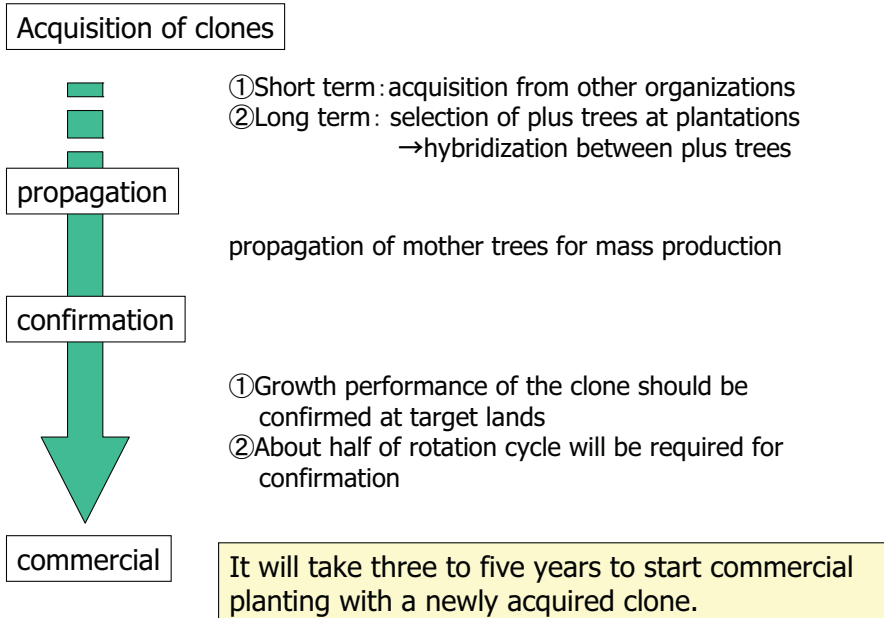 Acquisition of clones
①Short term：acquisition from other organizations
②Long term：selection of plus trees at plantations
→hybridization between plus trees
propagation
propagation of mother trees for mass production
confirmation
①Growth performance of the clone should be
confirmed at target lands
②About half of rotation cycle will be required for
confirmation
commercial
It will take three to five years to start commercial
planting with a newly acquired clone.